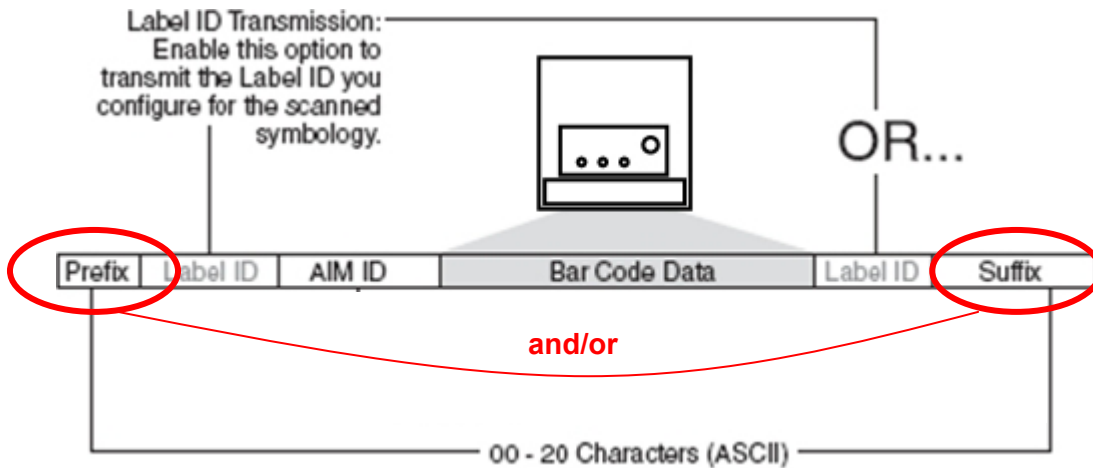 Label ID Transmission:
Enable this option to
transmit the Label ID you
configure for the scanned
symbology.
OR...
Prefix Label ID AIM ID Bar Code Data Label ID Suffix
and/or
00 - 20 Characters (ASCII)